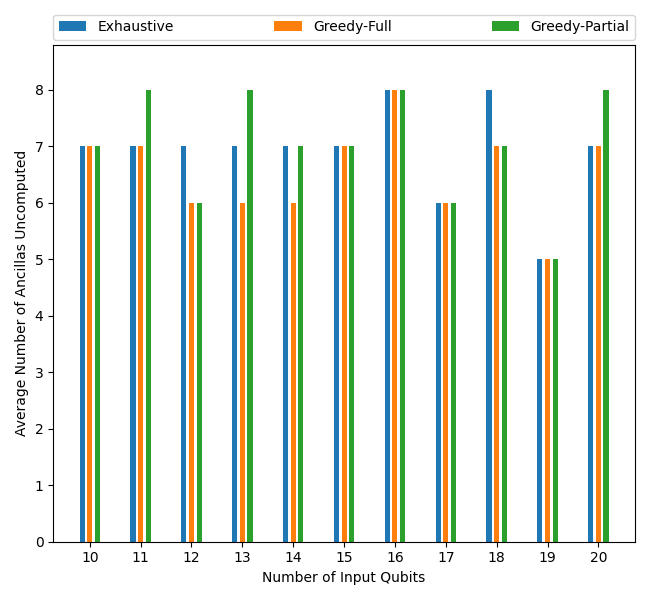 Exhaustive Greedy-Full Greedy-Partial
8
7
6
5
4
3
2
1
0
Average Number of Ancillas Uncomputed
10 11 12 13 14 15 16 17 18 19 20
Number of Input Qubits